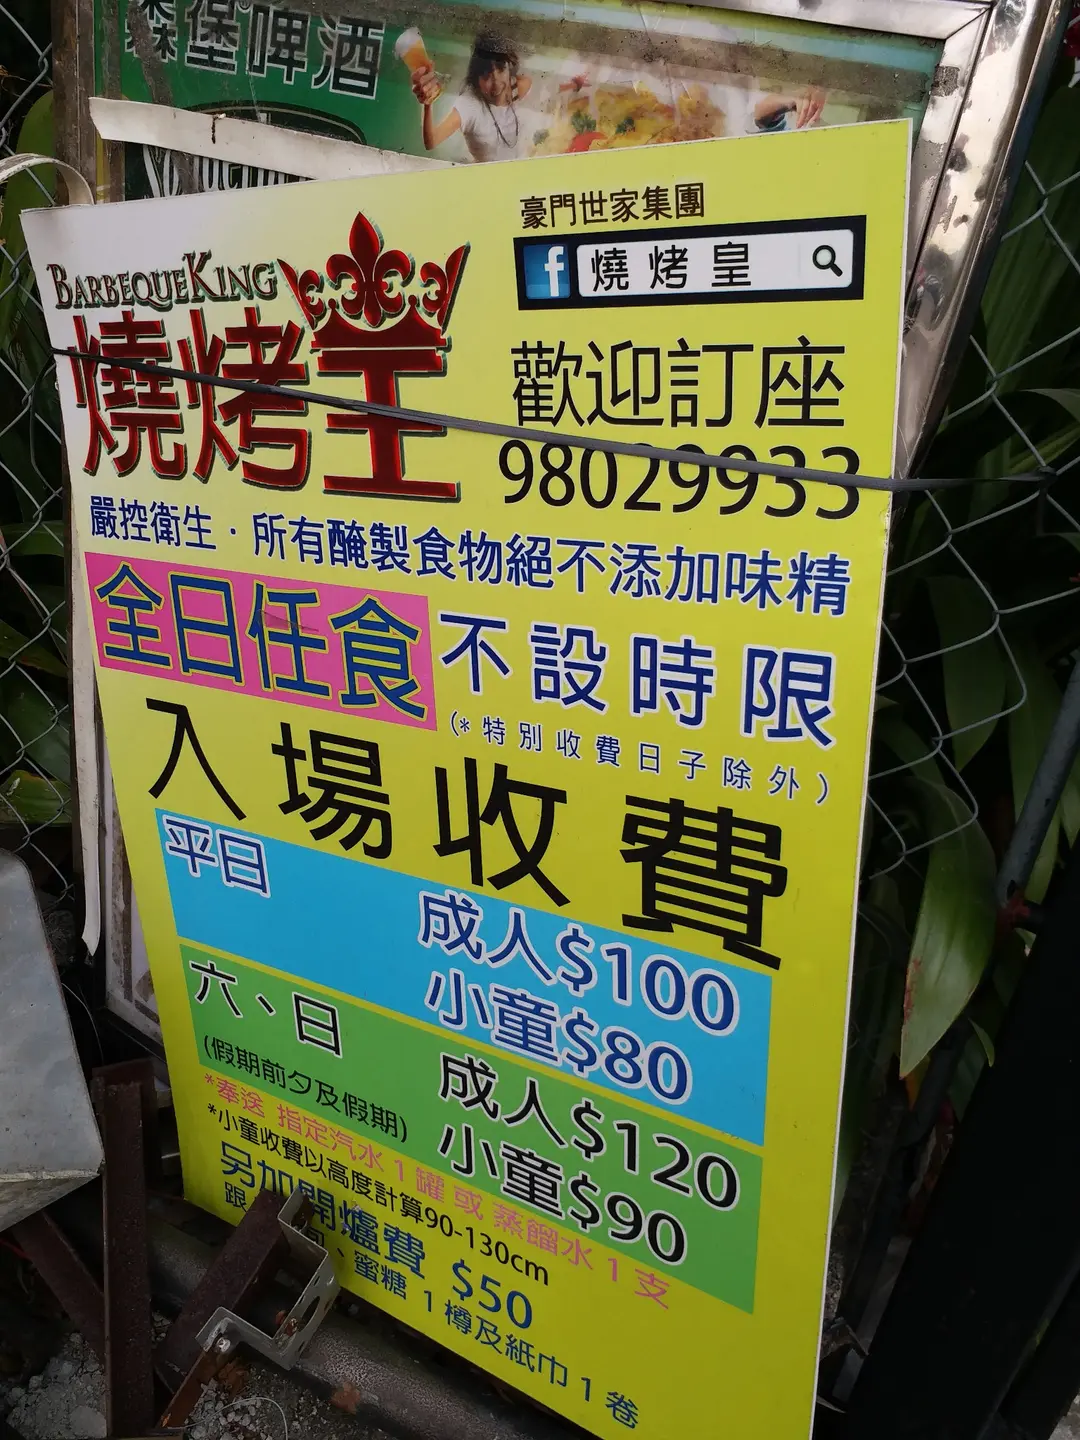 堡啤酒
豪門世家集團
f 燒烤皇
BARBEQUEKING
燒烤皇
歡迎訂座
98029933
嚴控衛生．所有醃製食物絕不添加味精
全日任食 不設時限
(*特別收費日子除外)
入場收費
平日
成人$100
小童$80
六、日
(假期前夕及假期)
成人$120
小童$90
*奉送 指定汽水1罐 或 蒸餾水1支
*小童收費以高度計算90-130cm
另加開爐費 $50
跟
、蜜糖 1樽及紙巾1卷